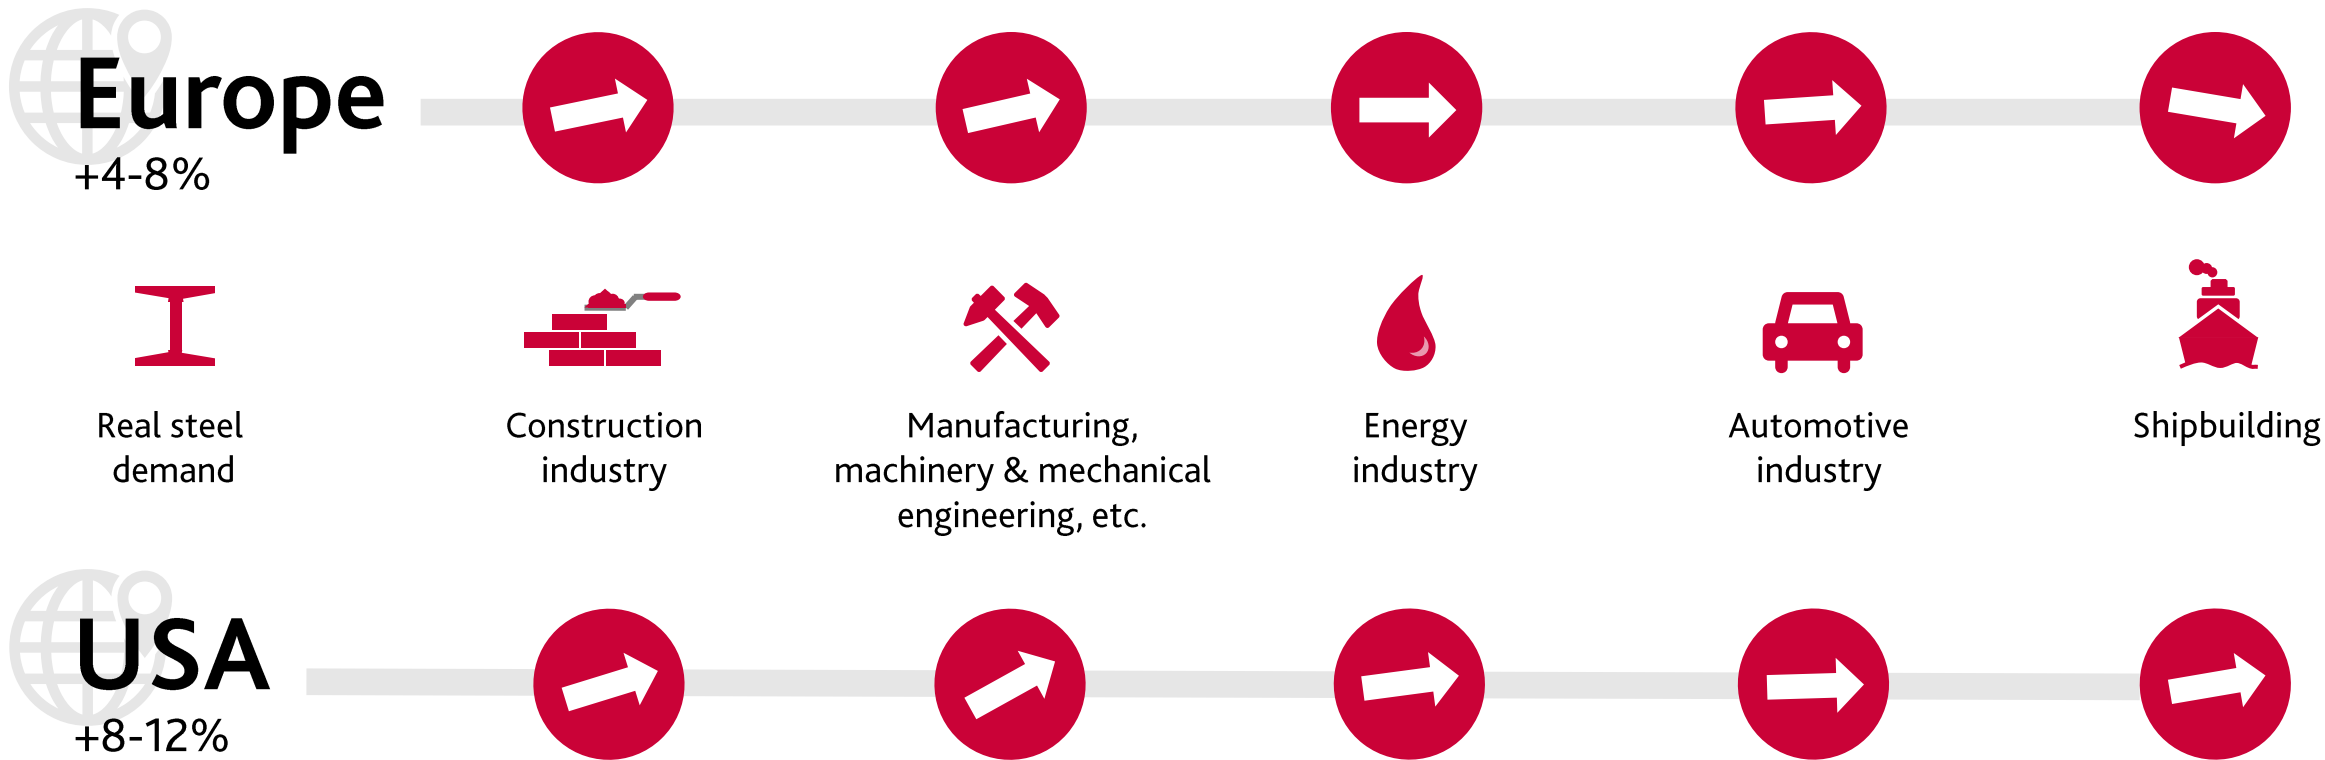 Europe
+4-8%
Real steel
demand
Construction
industry
Manufacturing,
machinery & mechanical
engineering, etc.
Energy
industry
Automotive
industry
Shipbuilding
USA
+8-12%